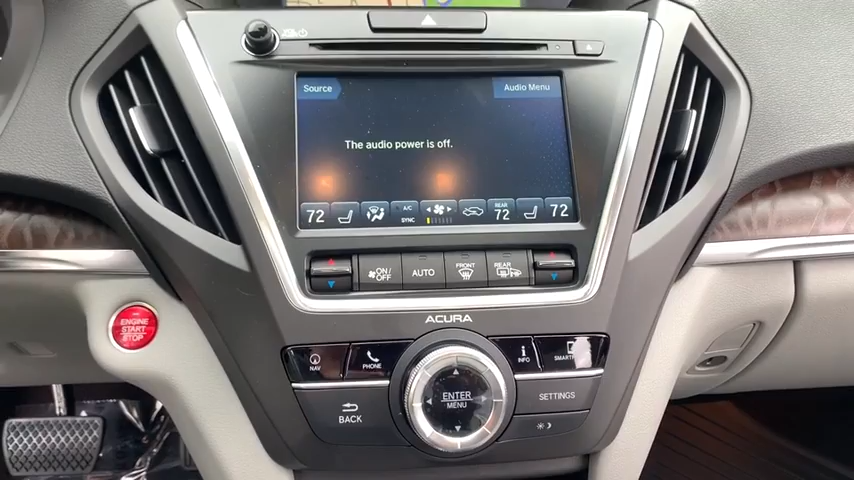 Source
Audio Menu
The audio power is off.
72
A/C
SYNC
REAR
72
72
ON/
OFF
AUTO
FRONT
REAR
ENGINE
START
STOP
ACURA
NAV
PHONE
INFO
ENTER
MENU
BACK
SETTINGS